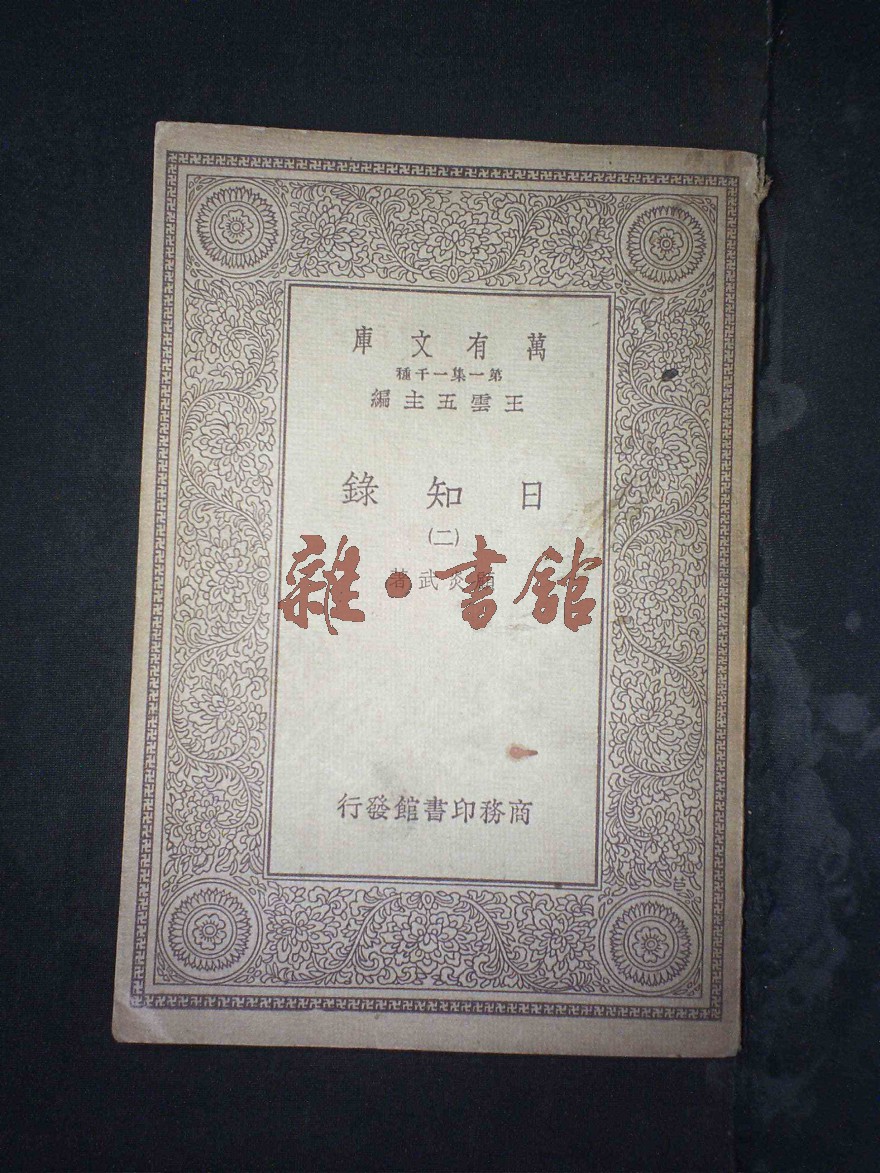 萬有文庫
第一集一千種
王雲五主編
日知錄
(二)
顧炎武著
雜·書館
商務印書館發行